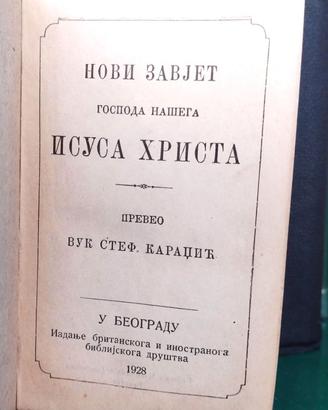 НОВИ ЗАВЈЕТ
ГОСПОДА НАШЕГА
ИСУСА ХРИСТА
ПРЕВЕО
ВУК СТЕФ. КАРАЏИЋ
У БЕОГРАДУ
Издање британскога и иностранога
библијскога друштва
1928